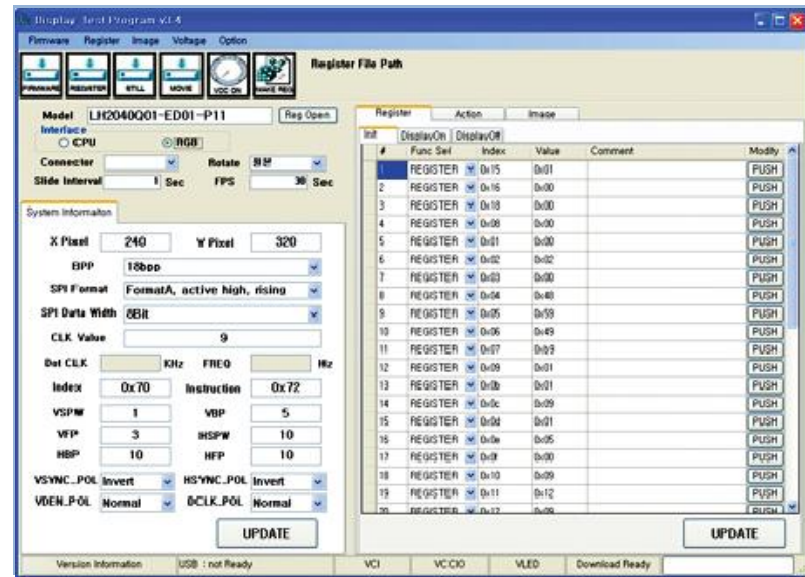 Display Test Program v3.4
Firmware Register Image Voltage Option
FIRMWARE REGISTER STILL MOVIE VCC ON MAKE REG
Register File Path
Model LH2040Q01-ED01-P11 Reg Open
Interface
CPU RGB
Connecter Rotate 원본
Slide Interval 1 Sec FPS 30 Sec
System Informaiton
X Pixel 240 Y Pixel 320
BPP 18bpp
SPI Format FormatA, active high, rising
SPI Data Width 8Bit
CLK Value 9
Dot CLK KHz FREQ Hz
Index 0x70 Instruction 0x72
VSPW 1 VBP 5
VFP 3 HSPW 10
HBP 10 HFP 10
VSYNC_POL Invert HSYNC_POL Invert
VDEN_POL Normal DCLK_POL Normal
UPDATE
Register Action Image
Init DisplayOn DisplayOff
# Func Sel Index Value Comment Modify
1 REGISTER 0x15 0x01 PUSH
2 REGISTER 0x16 0x00 PUSH
3 REGISTER 0x18 0x00 PUSH
4 REGISTER 0x08 0x00 PUSH
5 REGISTER 0x01 0x00 PUSH
6 REGISTER 0x02 0x02 PUSH
7 REGISTER 0x03 0x00 PUSH
8 REGISTER 0x04 0x48 PUSH
9 REGISTER 0x05 0x59 PUSH
10 REGISTER 0x06 0x49 PUSH
11 REGISTER 0x07 0xb9 PUSH
12 REGISTER 0x09 0x01 PUSH
13 REGISTER 0x0b 0x01 PUSH
14 REGISTER 0x0c 0x09 PUSH
15 REGISTER 0x0d 0x01 PUSH
16 REGISTER 0x0e 0x05 PUSH
17 REGISTER 0x0f 0x00 PUSH
18 REGISTER 0x10 0x09 PUSH
19 REGISTER 0x11 0x12 PUSH
20 REGISTER 0x12 0x09 PUSH
UPDATE
Version Information USB : not Ready VCI VCCIO VLED Download Ready